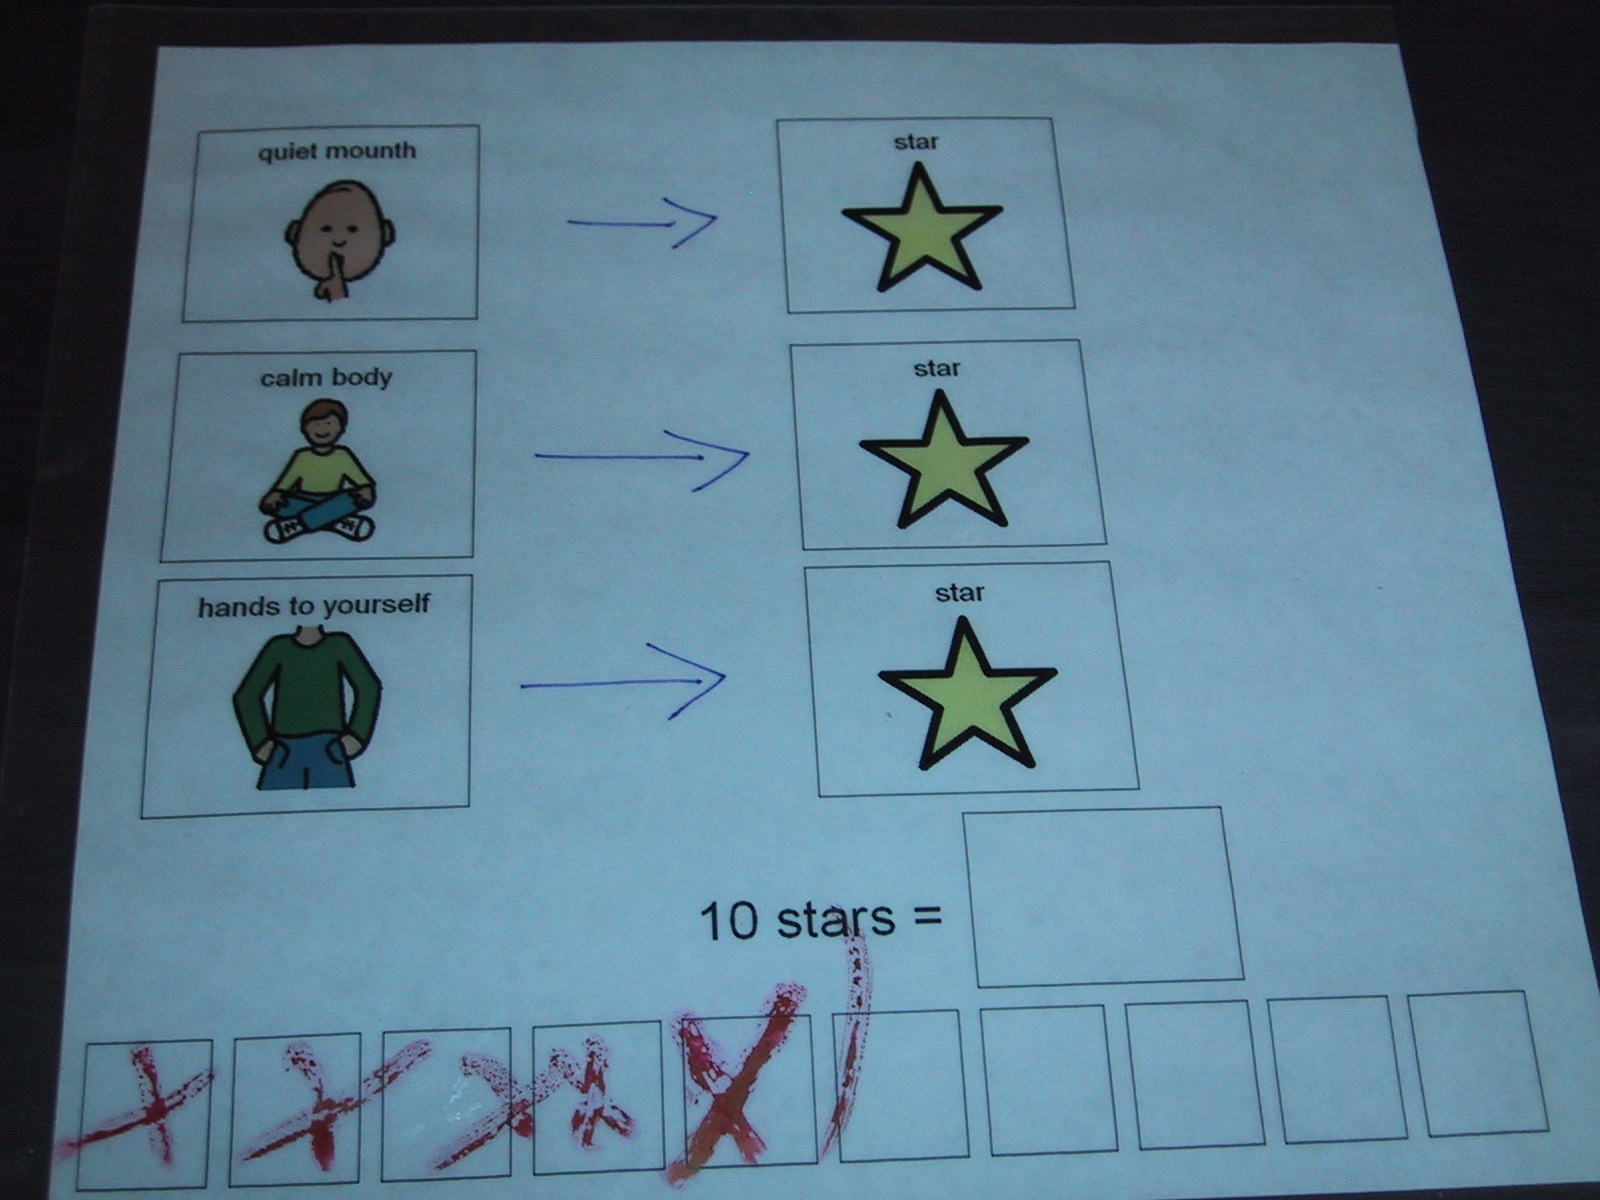 quiet mounth
star
calm body
star
hands to yourself
star
10 stars =